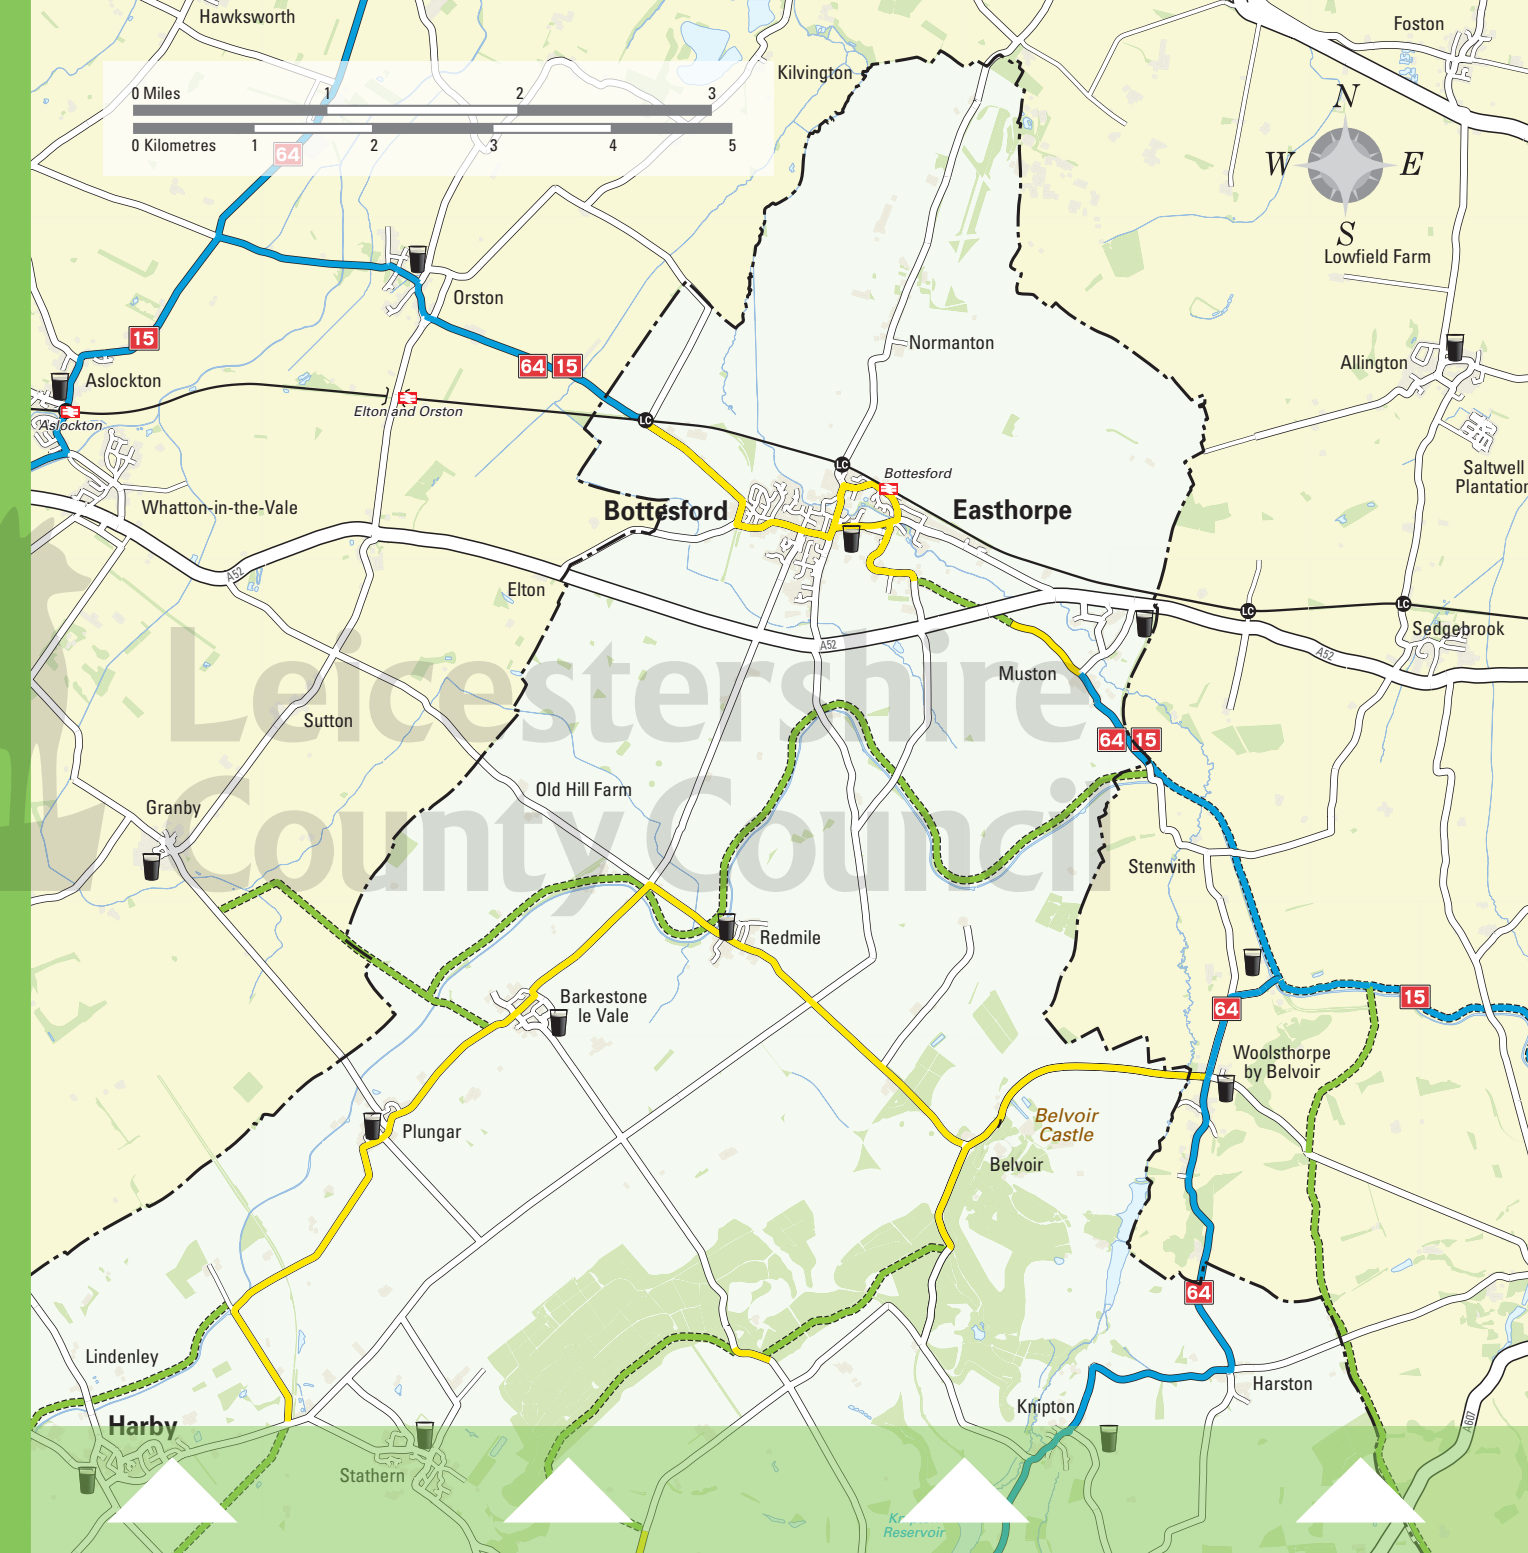 Hawksworth
Foston
Kilvington
0 Miles
1
2
3
0 Kilometres
1
2
3
4
5
64
N
W
E
S
Lowfield Farm
Orston
15
64
15
Normanton
Allington
Aslockton
Elton and Orston
LC
Aslockton
LC
Bottesford
Saltwell
Plantation
Whatton-in-the-Vale
Bottesford
Easthorpe
A52
Elton
LC
LC
Sedgebrook
A52
A52
Muston
Leicestershire
County Council
Sutton
64
15
Old Hill Farm
Granby
Stenwith
Redmile
Barkestone
le Vale
15
64
Woolsthorpe
by Belvoir
Belvoir
Castle
Plungar
Belvoir
64
Lindenley
Harston
Knipton
A607
Harby
Stathern
Reservoir